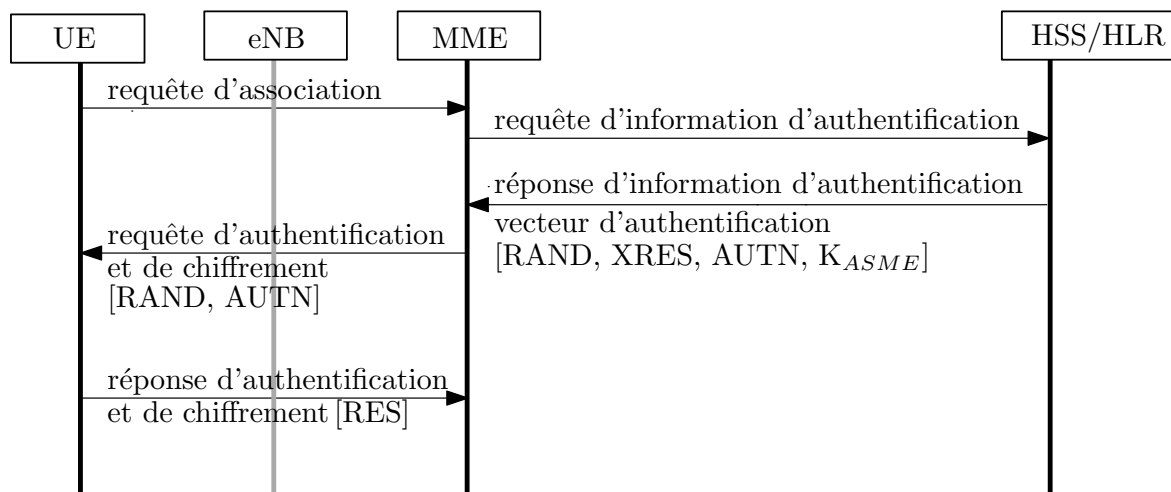 UE
eNB
MME
HSS/HLR
requête d'association
requête d'information d'authentification
réponse d'information d'authentification
vecteur d'authentification
[RAND, XRES, AUTN, K_ASME]
requête d'authentification
et de chiffrement
[RAND, AUTN]
réponse d'authentification
et de chiffrement [RES]